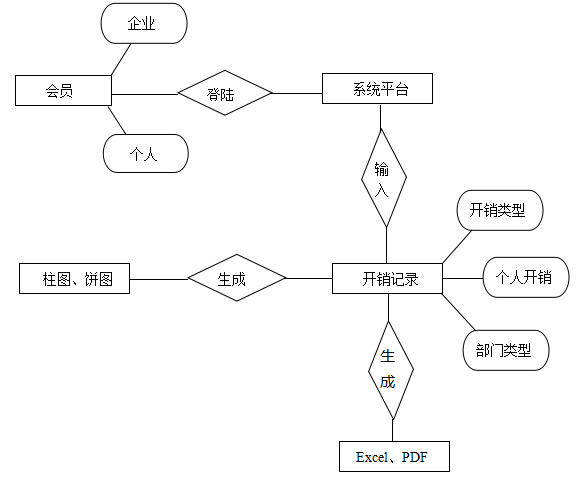 企业
会员
登陆
系统平台
个人
输
入
开销类型
柱图、饼图
生成
开销记录
个人开销
部门类型
生
成
Excel、PDF